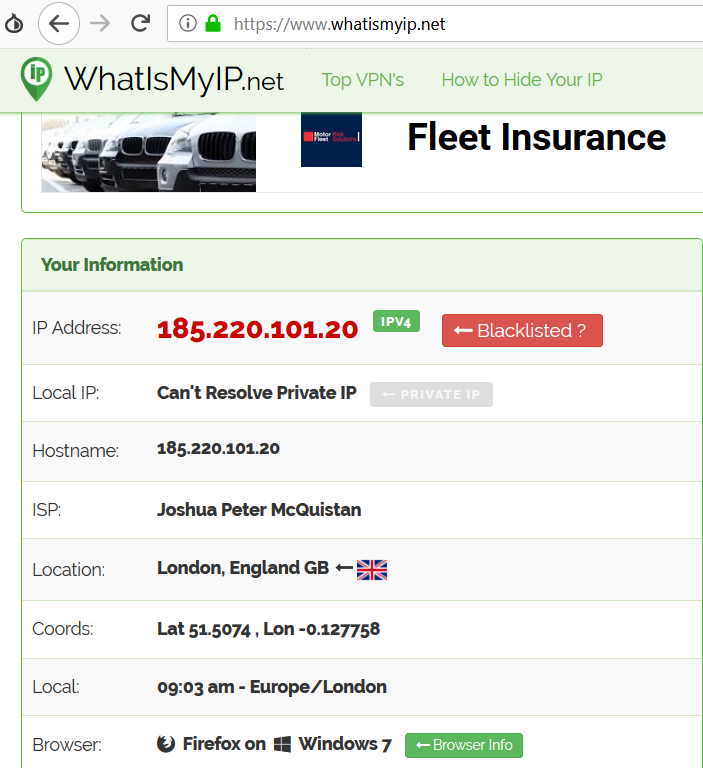 https://www.whatismyip.net
ip WhatIsMyIP.net Top VPN's How to Hide Your IP
Motor Risk
Fleet Solutions
Fleet Insurance
Your Information
IP Address: 185.220.101.20 IPV4 ← Blacklisted ?
Local IP: Can't Resolve Private IP ← PRIVATE IP
Hostname: 185.220.101.20
ISP: Joshua Peter McQuistan
Location: London, England GB ←
Coords: Lat 51.5074 , Lon -0.127758
Local: 09:03 am - Europe/London
Browser: Firefox on Windows 7 ← Browser Info